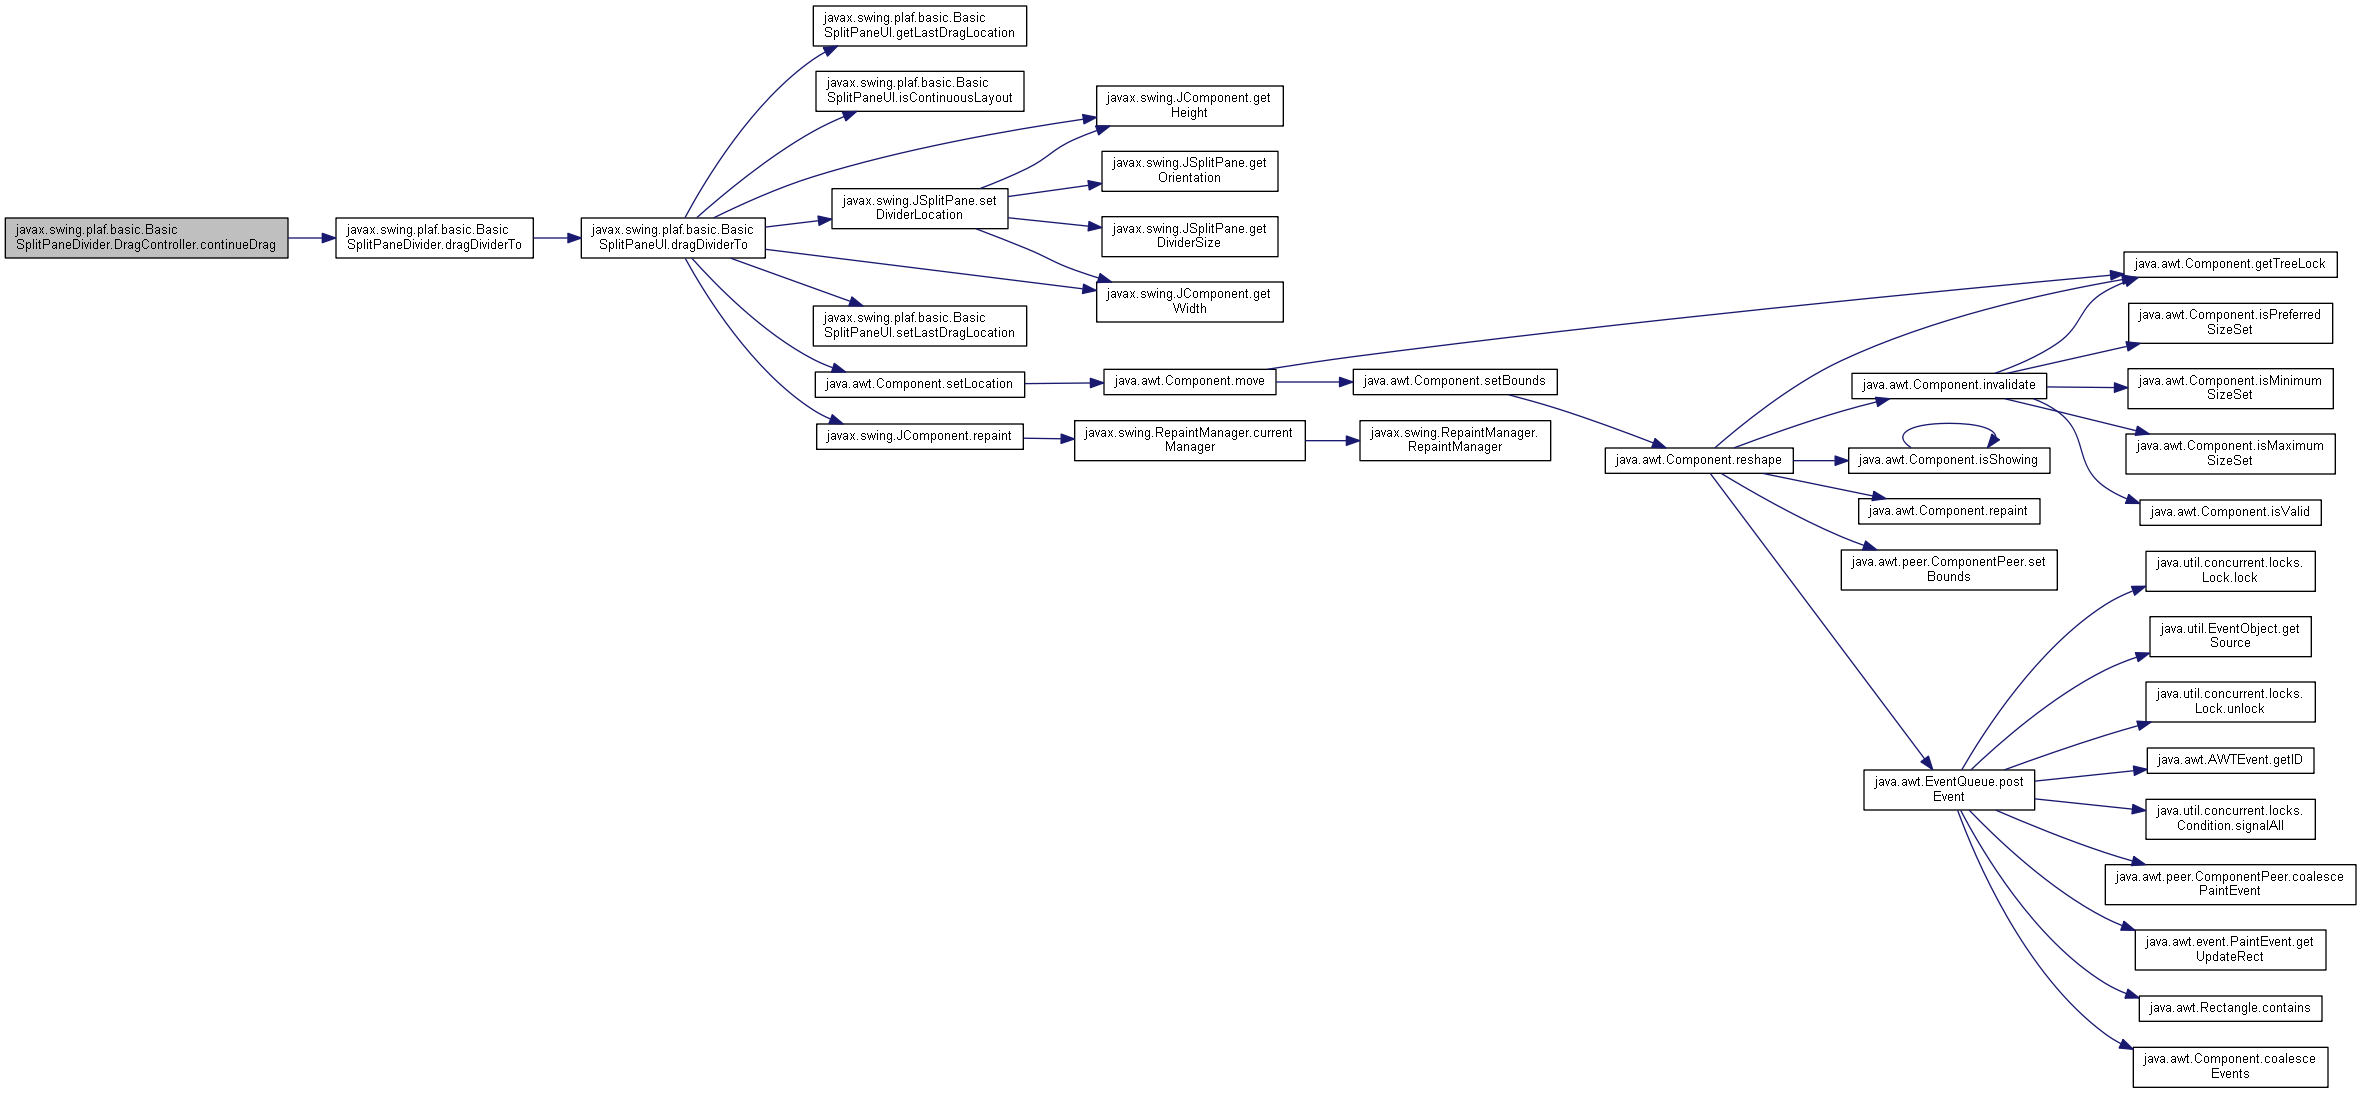 javax.swing.plaf.basic.Basic
SplitPaneDivider.DragController.continueDrag
javax.swing.plaf.basic.Basic
SplitPaneDivider.dragDividerTo
javax.swing.plaf.basic.Basic
SplitPaneUI.dragDividerTo
javax.swing.plaf.basic.Basic
SplitPaneUI.getLastDragLocation
javax.swing.plaf.basic.Basic
SplitPaneUI.isContinuousLayout
javax.swing.JComponent.get
Height
javax.swing.JSplitPane.set
DividerLocation
javax.swing.JSplitPane.get
Orientation
javax.swing.JSplitPane.get
DividerSize
javax.swing.JComponent.get
Width
javax.swing.plaf.basic.Basic
SplitPaneUI.setLastDragLocation
java.awt.Component.setLocation
java.awt.Component.move
java.awt.Component.setBounds
javax.swing.JComponent.repaint
javax.swing.RepaintManager.current
Manager
javax.swing.RepaintManager.
RepaintManager
java.awt.Component.reshape
java.awt.Component.getTreeLock
java.awt.Component.invalidate
java.awt.Component.isPreferred
SizeSet
java.awt.Component.isMinimum
SizeSet
java.awt.Component.isMaximum
SizeSet
java.awt.Component.isValid
java.awt.Component.isShowing
java.awt.Component.repaint
java.awt.peer.ComponentPeer.set
Bounds
java.awt.EventQueue.post
Event
java.util.concurrent.locks.
Lock.lock
java.util.EventObject.get
Source
java.util.concurrent.locks.
Lock.unlock
java.awt.AWTEvent.getID
java.util.concurrent.locks.
Condition.signalAll
java.awt.peer.ComponentPeer.coalesce
PaintEvent
java.awt.event.PaintEvent.get
UpdateRect
java.awt.Rectangle.contains
java.awt.Component.coalesce
Events